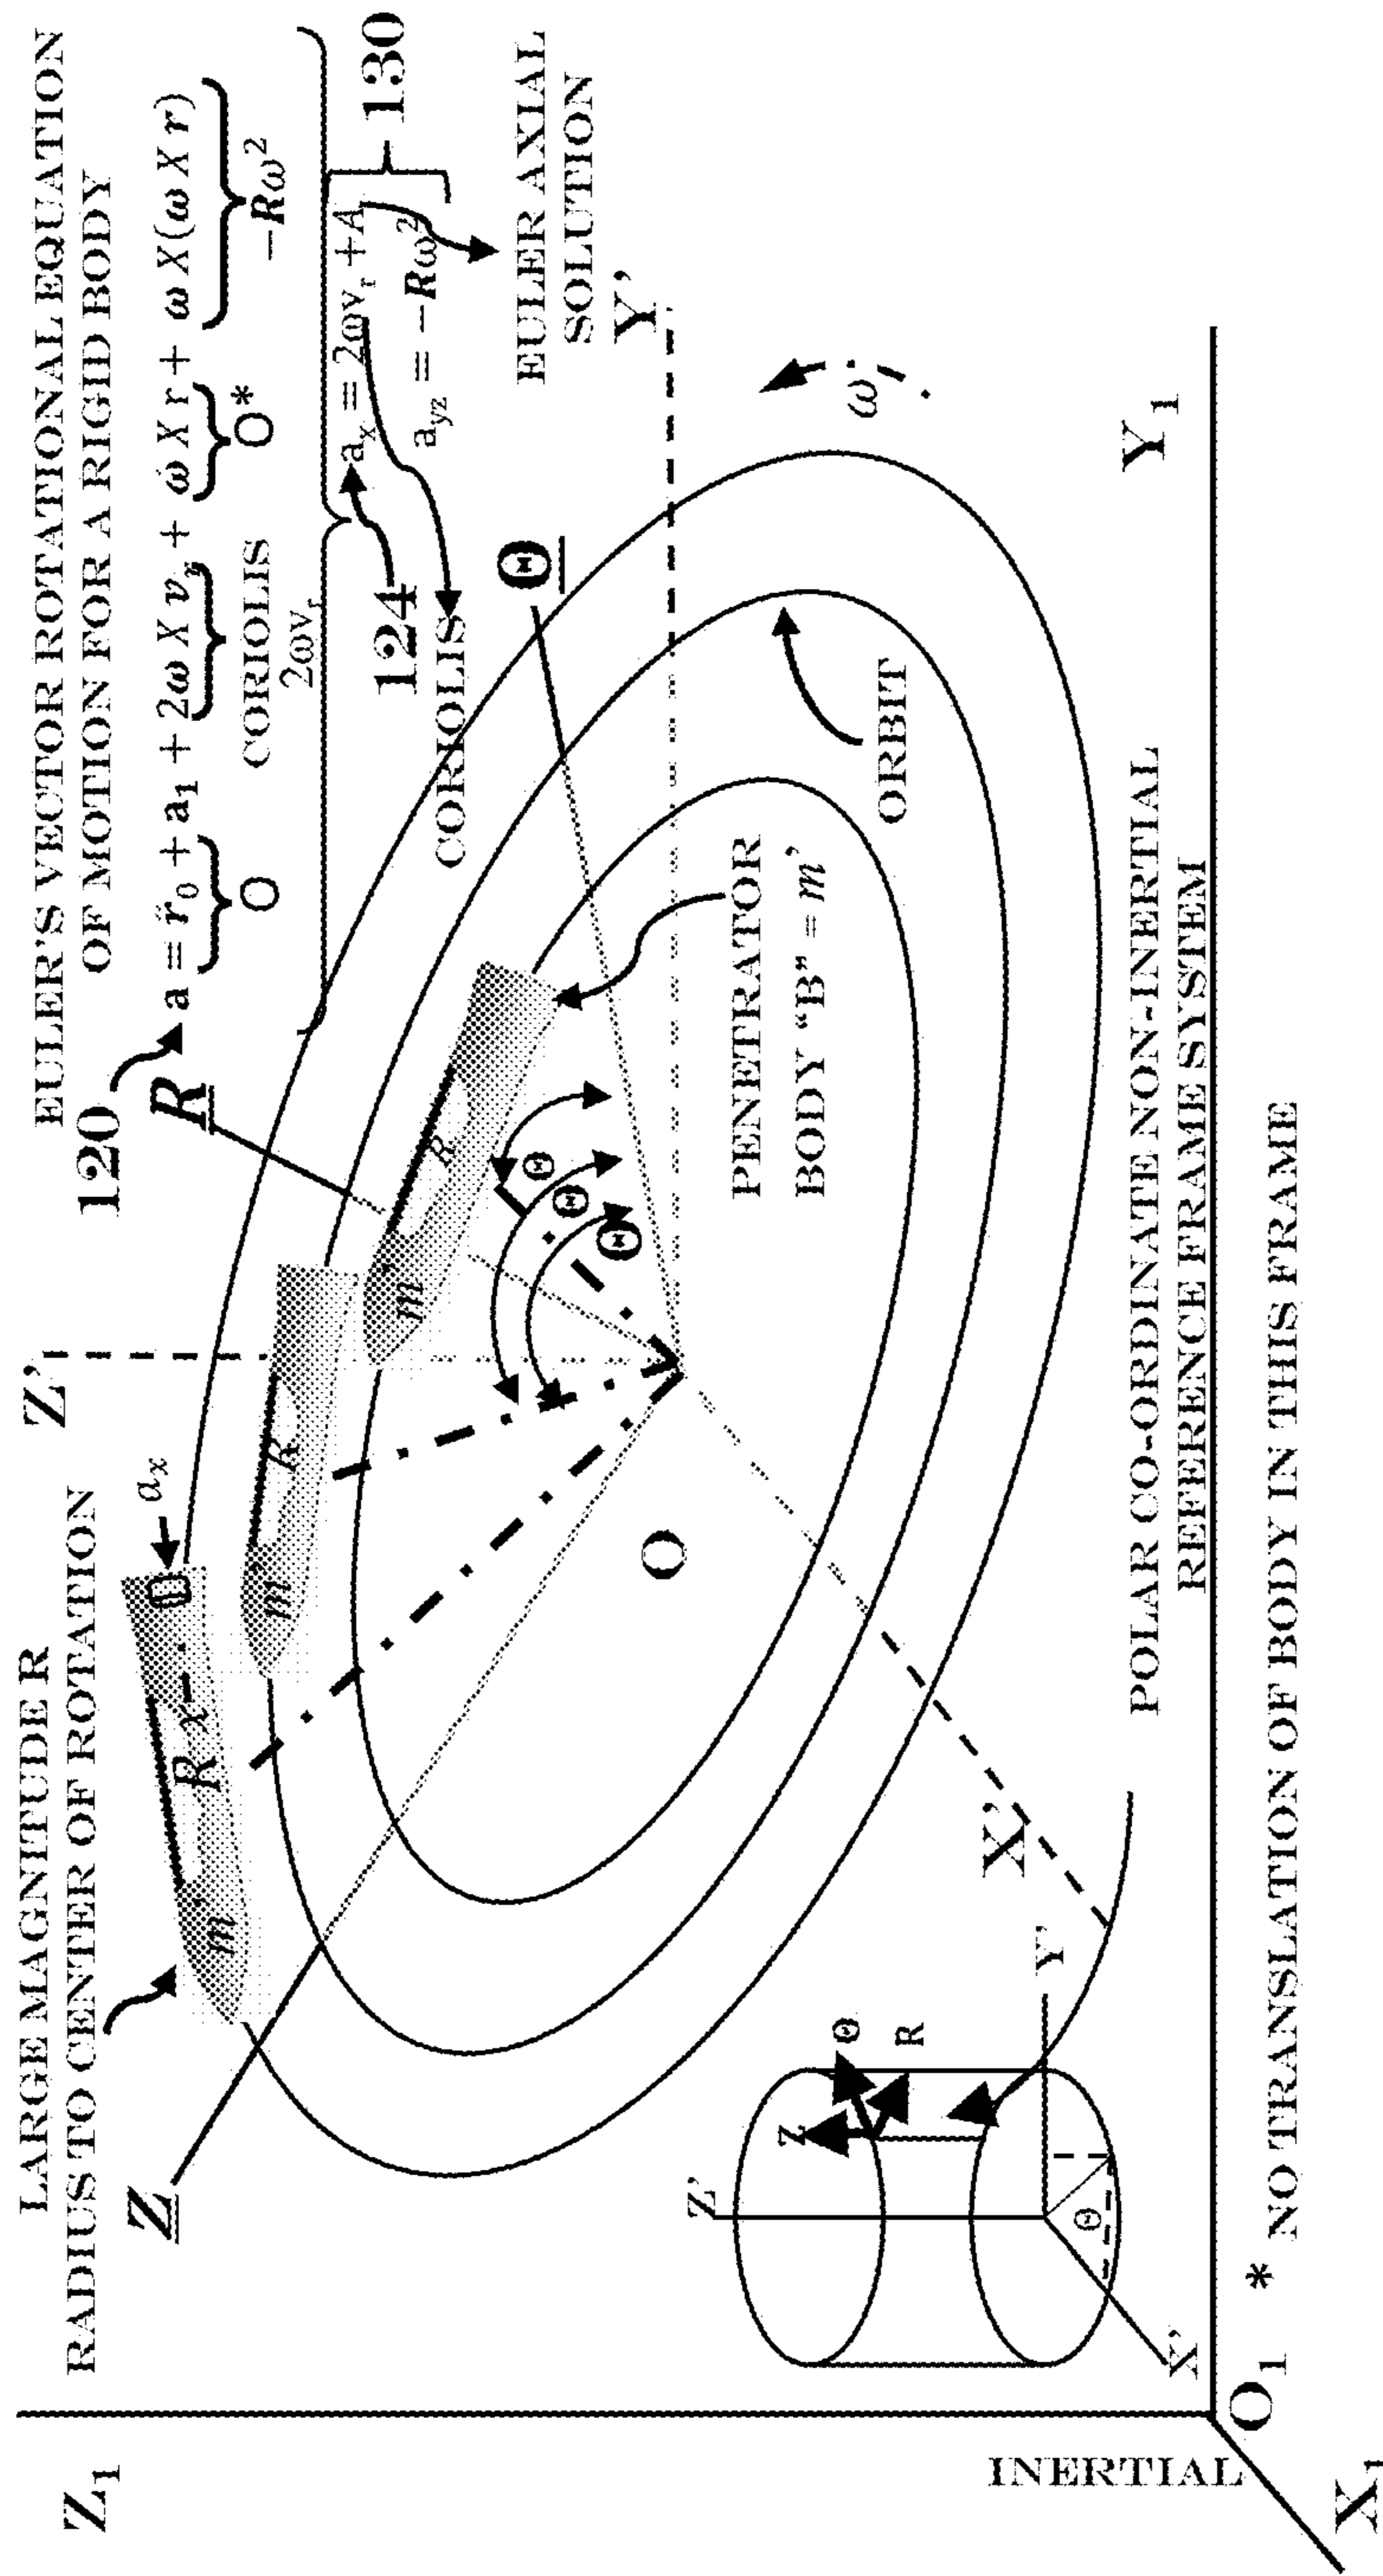 LARGE MAGNITUDE R
RADIUS TO CENTER OF ROTATION
EULER'S VECTOR ROTATIONAL EQUATION
OF MOTION FOR A RIGID BODY
120
a = r̈₀ + a₁ + 2ω X vᵣ + ω̇ X r + ω X(ω X r)
O
CORIOLIS
2ωvᵣ
O*
−Rω²
124
aₓ = 2ωvᵣ + A
a_yz = −Rω²
130
CORIOLIS
EULER AXIAL
SOLUTION
Z₁
Z
Z'
R
Θ
Y'
aₓ
m'
R
x
m'
R
m'
R
Θ
Θ
Θ
O
ω
ORBIT
PENETRATOR
BODY "B" = m'
X'
Z'
Z
Θ
R
Y'
Θ
X'
POLAR CO-ORDINATE NON-INERTIAL
REFERENCE FRAME SYSTEM
Y₁
INERTIAL
O₁
X₁
* NO TRANSLATION OF BODY IN THIS FRAME